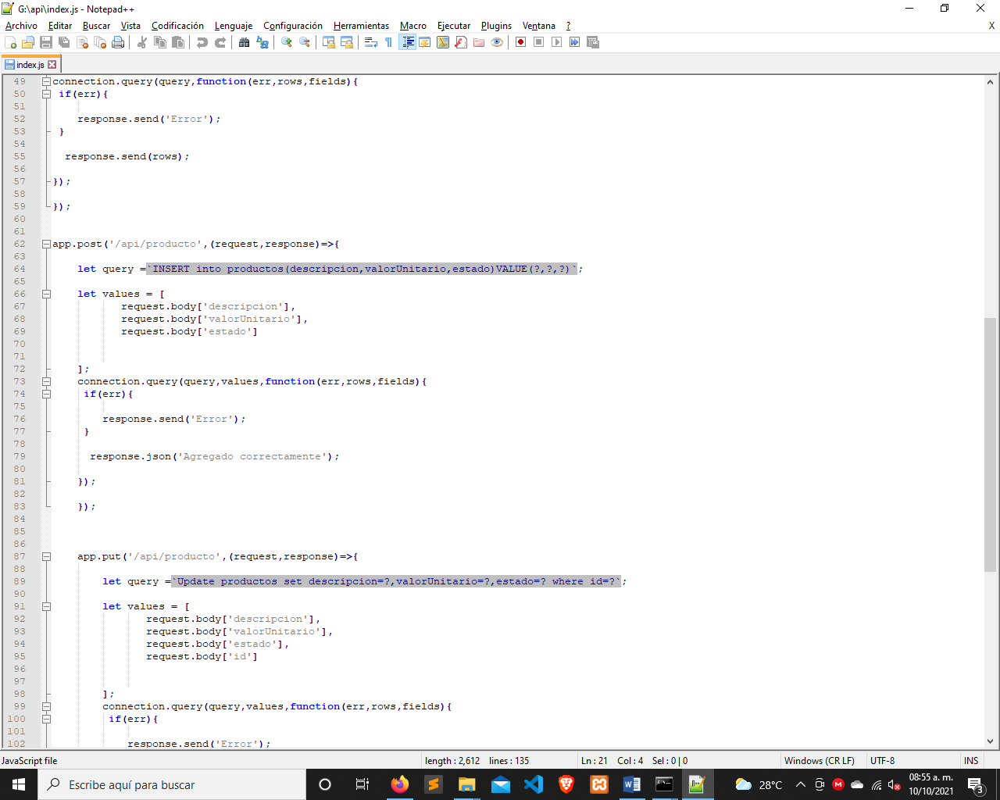 G:\api\index.js - Notepad++
Archivo Editar Buscar Vista Codificación Lenguaje Configuración Herramientas Macro Ejecutar Plugins Ventana ? X
index.js
49 connection.query(query,function(err,rows,fields){
50 if(err){
51
52 response.send('Error');
53 }
54
55 response.send(rows);
56
57 });
58
59 });
60
61
62 app.post('/api/producto',(request,response)=>{
63
64 let query =`INSERT into productos(descripcion,valorUnitario,estado)VALUE(?,?,?)`;
65
66 let values = [
67 request.body['descripcion'],
68 request.body['valorUnitario'],
69 request.body['estado']
70
71
72 ];
73 connection.query(query,values,function(err,rows,fields){
74 if(err){
75
76 response.send('Error');
77 }
78
79 response.json('Agregado correctamente');
80
81 });
82
83 });
84
85
86
87 app.put('/api/producto',(request,response)=>{
88
89 let query =`Update productos set descripcion=?,valorUnitario=?,estado=? where id=?`;
90
91 let values = [
92 request.body['descripcion'],
93 request.body['valorUnitario'],
94 request.body['estado'],
95 request.body['id']
96
97
98 ];
99 connection.query(query,values,function(err,rows,fields){
100 if(err){
101
102 response.send('Error');
JavaScript file length : 2,612 lines : 135 Ln : 21 Col : 4 Sel : 0 | 0 Windows (CR LF) UTF-8 INS
Escribe aquí para buscar 28°C 08:55 a. m.
10/10/2021 3